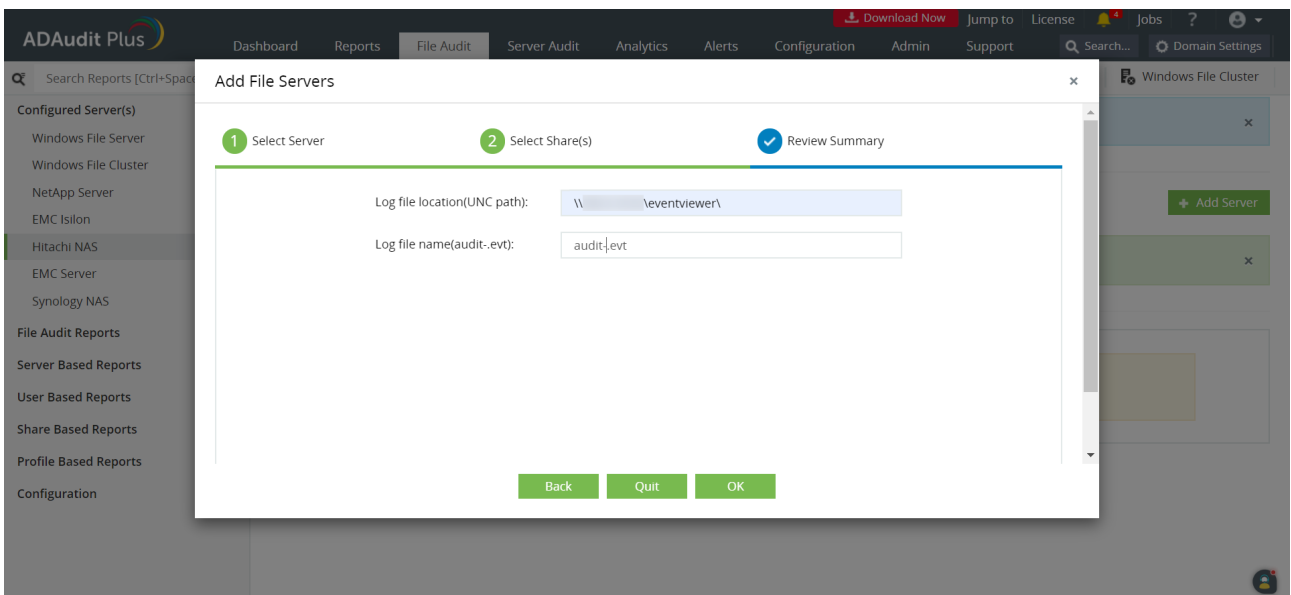 Download Now Jump to License 4 Jobs ?
ADAudit Plus
Dashboard Reports File Audit Server Audit Analytics Alerts Configuration Admin Support Search... Domain Settings
Search Reports [Ctrl+Space
Add File Servers ×
Windows File Cluster
Configured Server(s)
Windows File Server
Windows File Cluster
NetApp Server
EMC Isilon
Hitachi NAS
EMC Server
Synology NAS
File Audit Reports
Server Based Reports
User Based Reports
Share Based Reports
Profile Based Reports
Configuration
1 Select Server 2 Select Share(s) Review Summary
Log file location(UNC path): \\ \eventviewer\
Log file name(audit-.evt): audit-.evt
+ Add Server
Back Quit OK